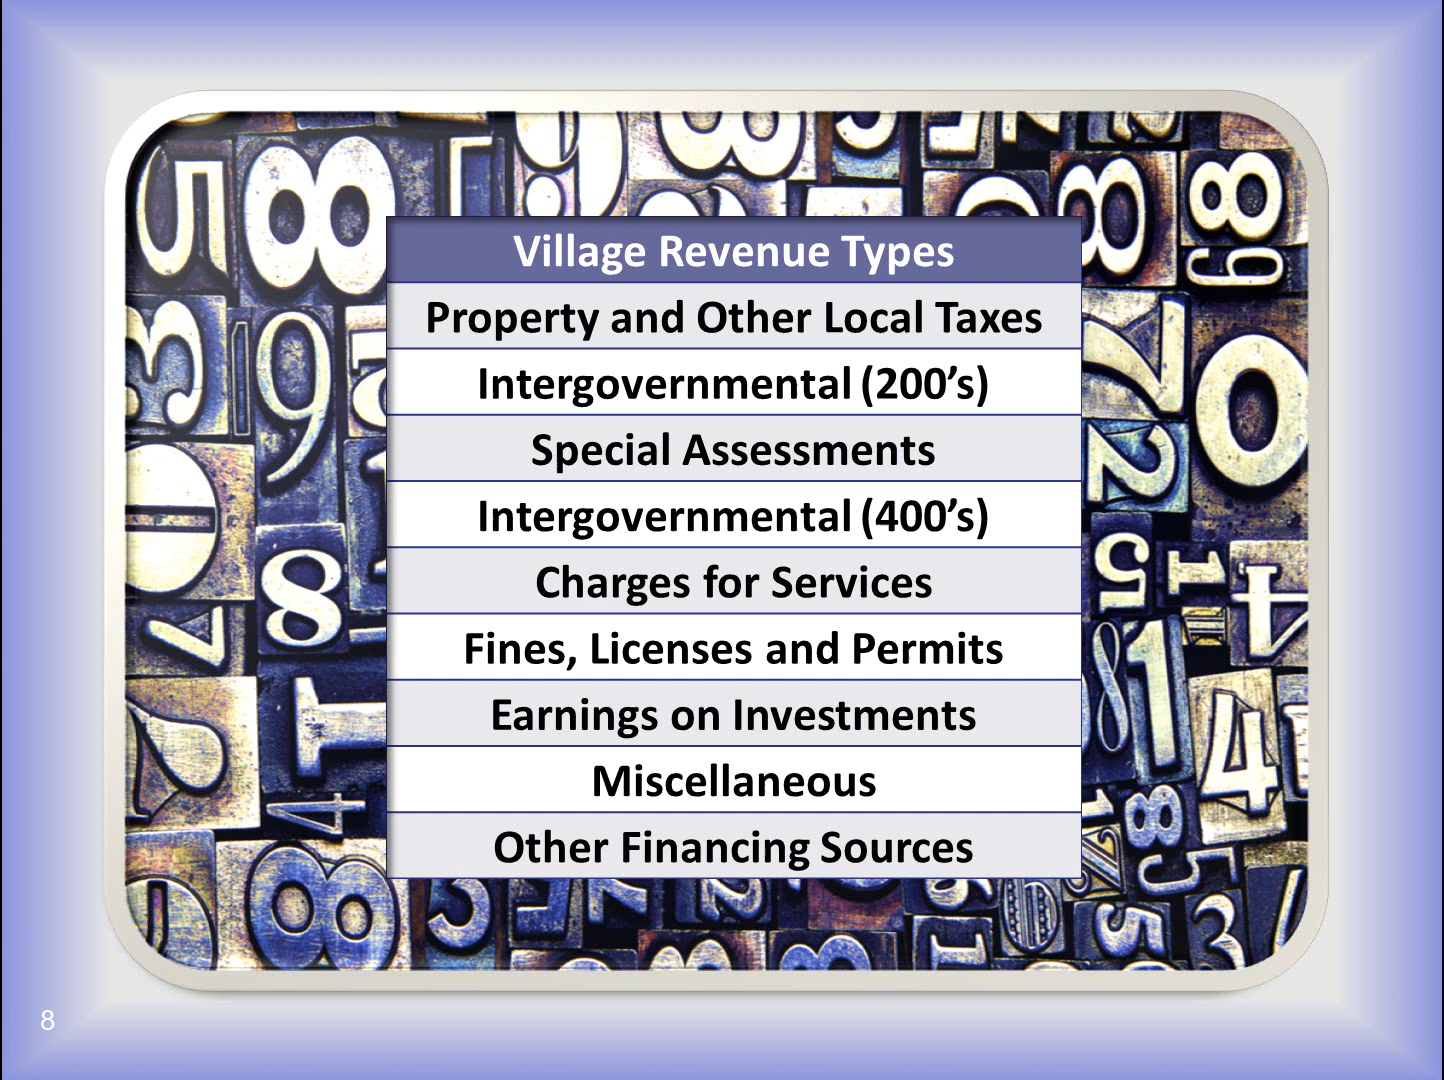 Village Revenue Types
Property and Other Local Taxes
Intergovernmental (200’s)
Special Assessments
Intergovernmental (400’s)
Charges for Services
Fines, Licenses and Permits
Earnings on Investments
Miscellaneous
Other Financing Sources
8